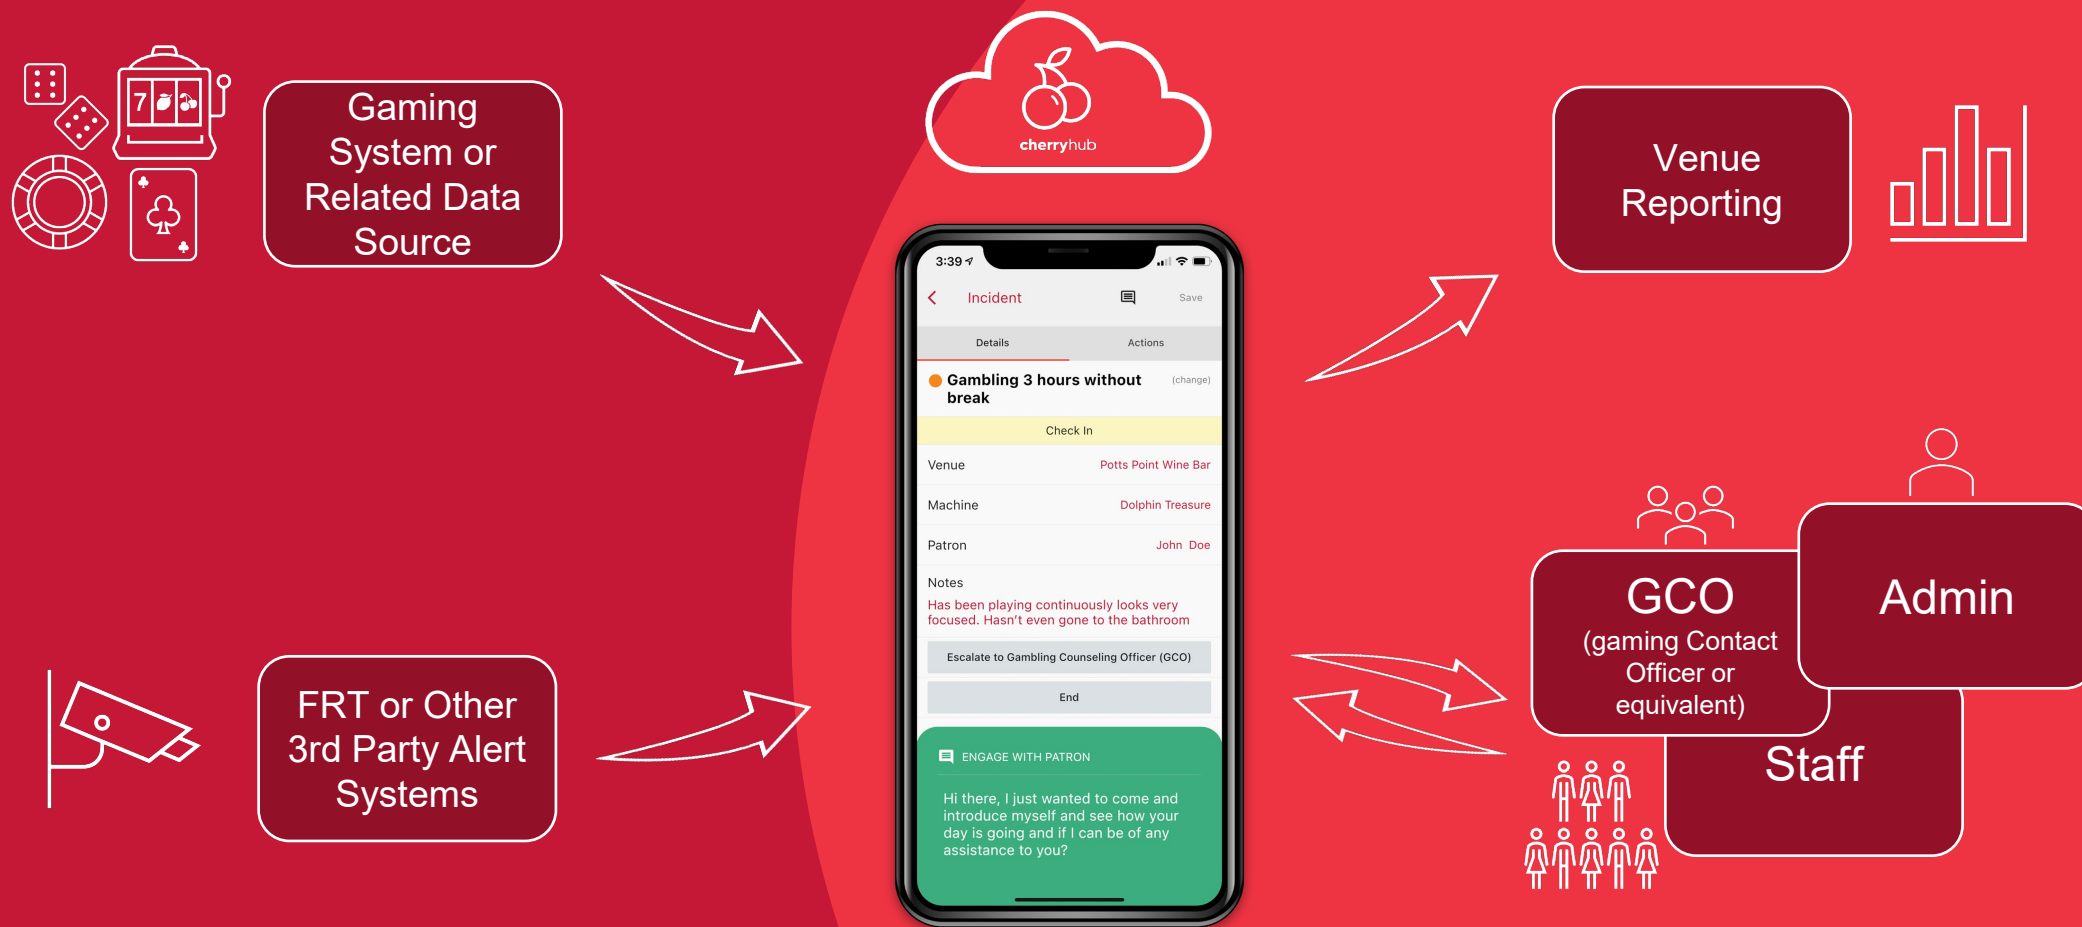 7
Gaming
System or
Related Data
Source
FRT or Other
3rd Party Alert
Systems
cherryhub
3:39
Incident
Save
Details
Actions
Gambling 3 hours without
break
(change)
Check In
Venue
Potts Point Wine Bar
Machine
Dolphin Treasure
Patron
John Doe
Notes
Has been playing continuously looks very
focused. Hasn't even gone to the bathroom
Escalate to Gambling Counseling Officer (GCO)
End
ENGAGE WITH PATRON
Hi there, I just wanted to come and
introduce myself and see how your
day is going and if I can be of any
assistance to you?
Venue
Reporting
GCO
(gaming Contact
Officer or
equivalent)
Admin
Staff